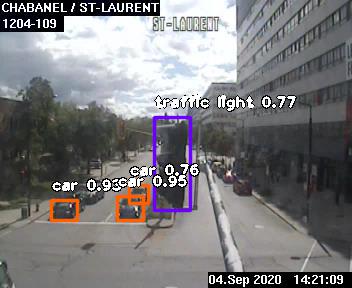 CHABANEL / ST-LAURENT
1204-109
ST-LAURENT
traffic light 0.77
car 0.76
car 0.93
car 0.95
04.Sep 2020 14:21:09